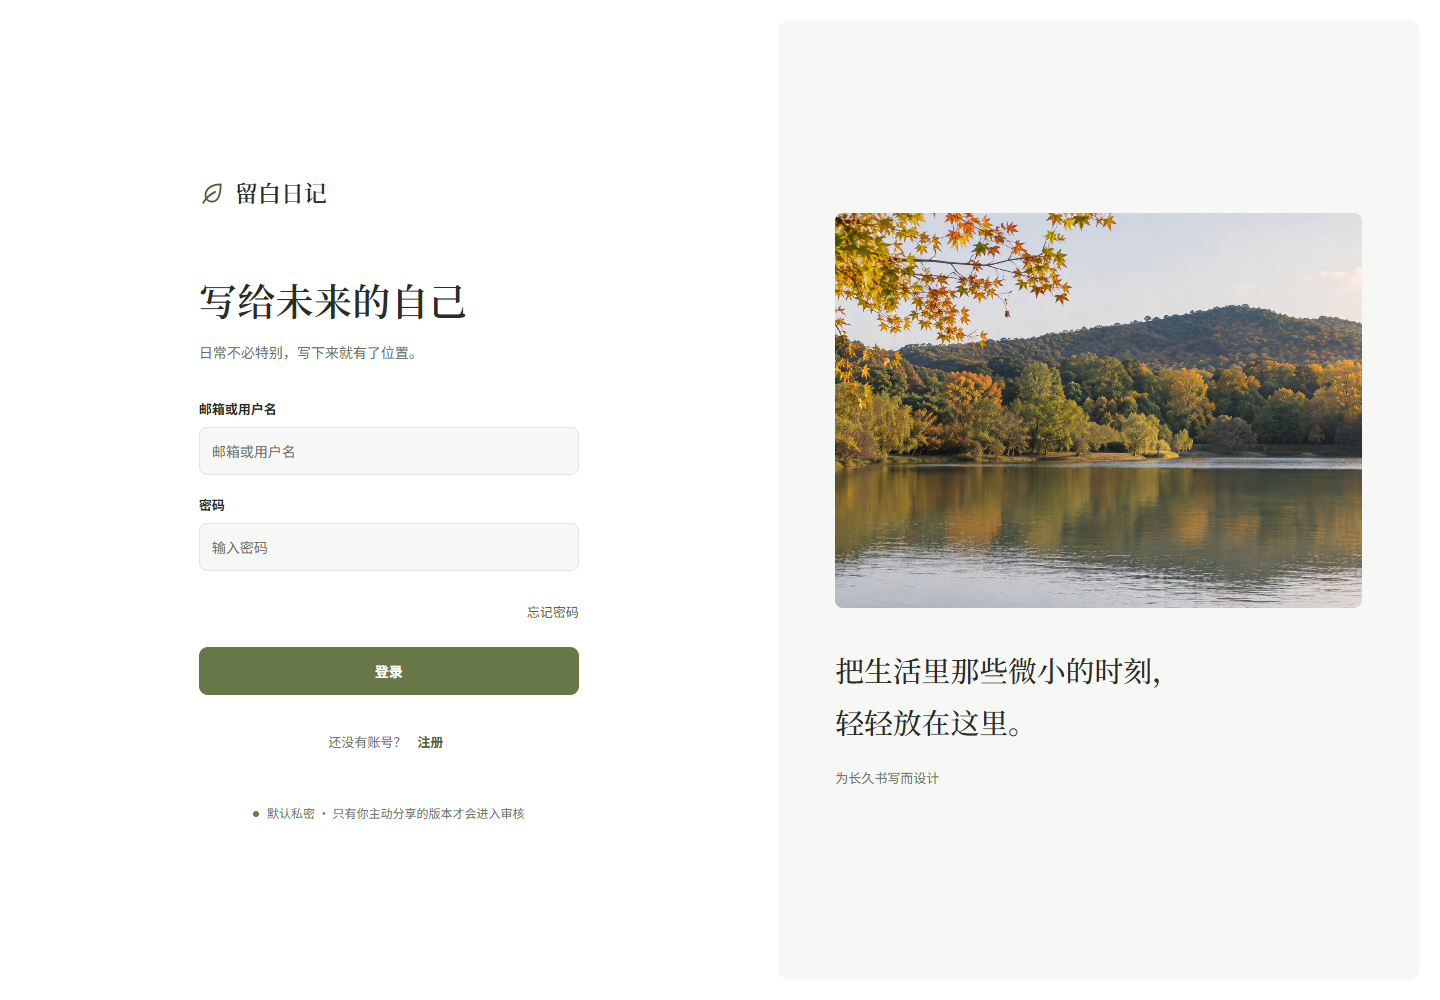 留白日记
写给未来的自己
日常不必特别，写下来就有了位置。
邮箱或用户名
邮箱或用户名
密码
输入密码
忘记密码
登录
还没有账号？ 注册
默认私密 · 只有你主动分享的版本才会进入审核
把生活里那些微小的时刻，
轻轻放在这里。
为长久书写而设计